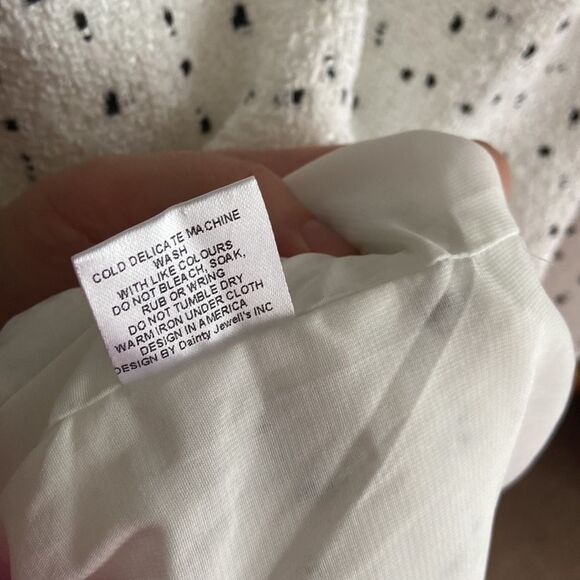 COLD DELICATE MACHINE
WASH
WITH LIKE COLOURS
DO NOT BLEACH, SOAK,
RUB OR WRING
DO NOT TUMBLE DRY
WARM IRON UNDER CLOTH
DESIGN IN AMERICA
DESIGN BY Dainty Jewell's INC